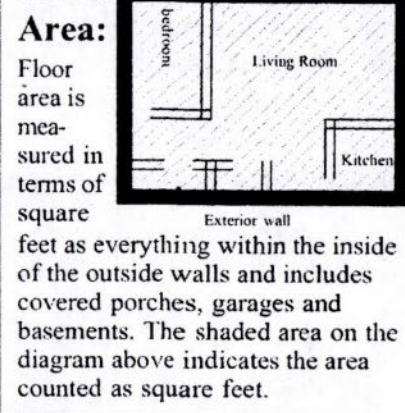 Area:
Floor
area is
mea-
sured in
terms of
square
bedroom
Living Room
Kitchen
Exterior wall
feet as everything within the inside
of the outside walls and includes
covered porches, garages and
basements. The shaded area on the
diagram above indicates the area
counted as square feet.